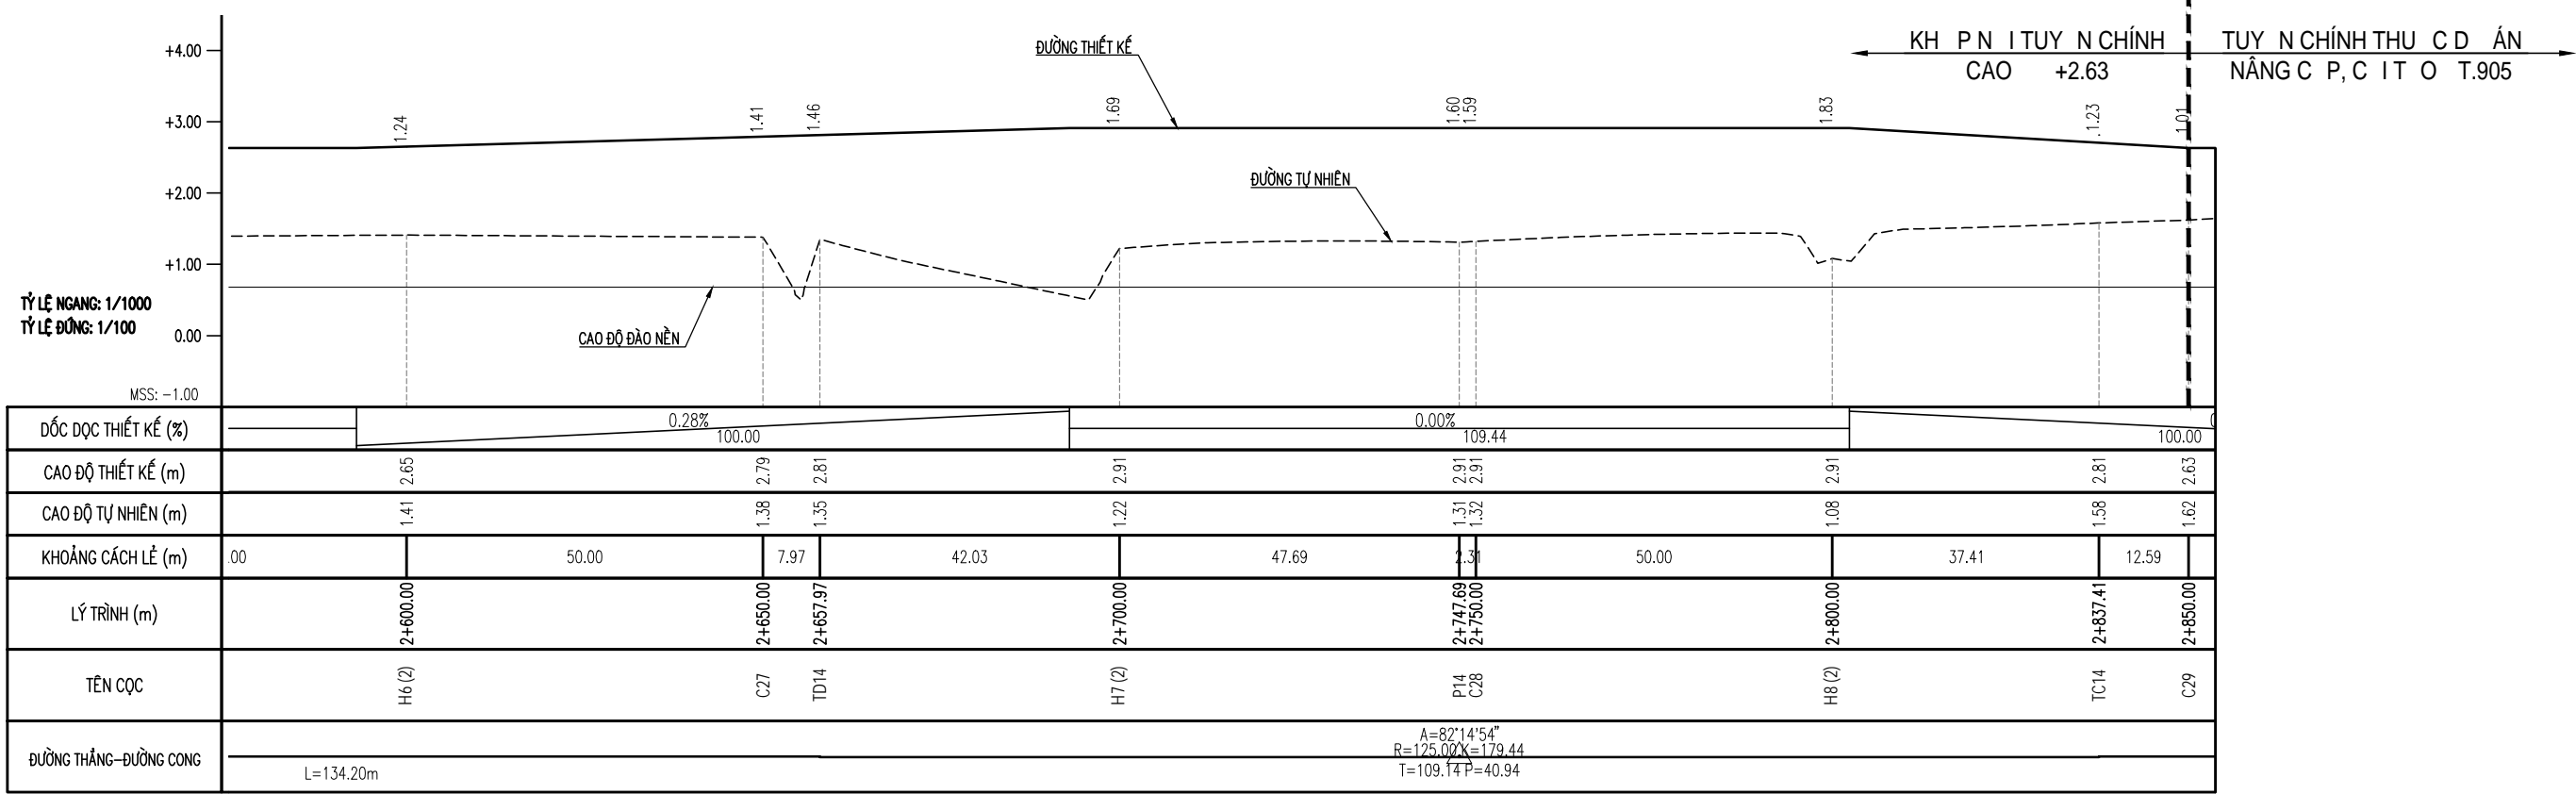 +4.00
+3.00
+2.00
+1.00
0.00
TỶ LỆ NGANG: 1/1000
TỶ LỆ ĐỨNG: 1/100
MSS: -1.00
ĐƯỜNG THIẾT KẾ
ĐƯỜNG TỰ NHIÊN
CAO ĐỘ ĐÀO NỀN
KH P N I TUY N CHÍNH
CAO +2.63
TUY N CHÍNH THU C D ÁN
NÂNG C P, C I T O T.905
1.24 1.41 1.46 1.69 1.60 1.59 1.83 1.23 1.01
DỐC DỌC THIẾT KẾ (%)
0.28% 0.00%
100.00 109.44 100.00
CAO ĐỘ THIẾT KẾ (m) 2.65 2.79 2.81 2.91 2.91 2.91 2.91 2.81 2.63
CAO ĐỘ TỰ NHIÊN (m) 1.41 1.38 1.35 1.22 1.31 1.32 1.08 1.58 1.62
KHOẢNG CÁCH LẺ (m) .00 50.00 7.97 42.03 47.69 2.31 50.00 37.41 12.59
LÝ TRÌNH (m) 2+600.00 2+650.00 2+657.97 2+700.00 2+747.69 2+750.00 2+800.00 2+837.41 2+850.00
TÊN CỌC H6 (2) C27 TD14 H7 (2) P14 C28 H8 (2) TC14 C29
ĐƯỜNG THẲNG-ĐƯỜNG CONG
L=134.20m
A=82°14'54"
R=125.00 K=179.44
T=109.14 P=40.94